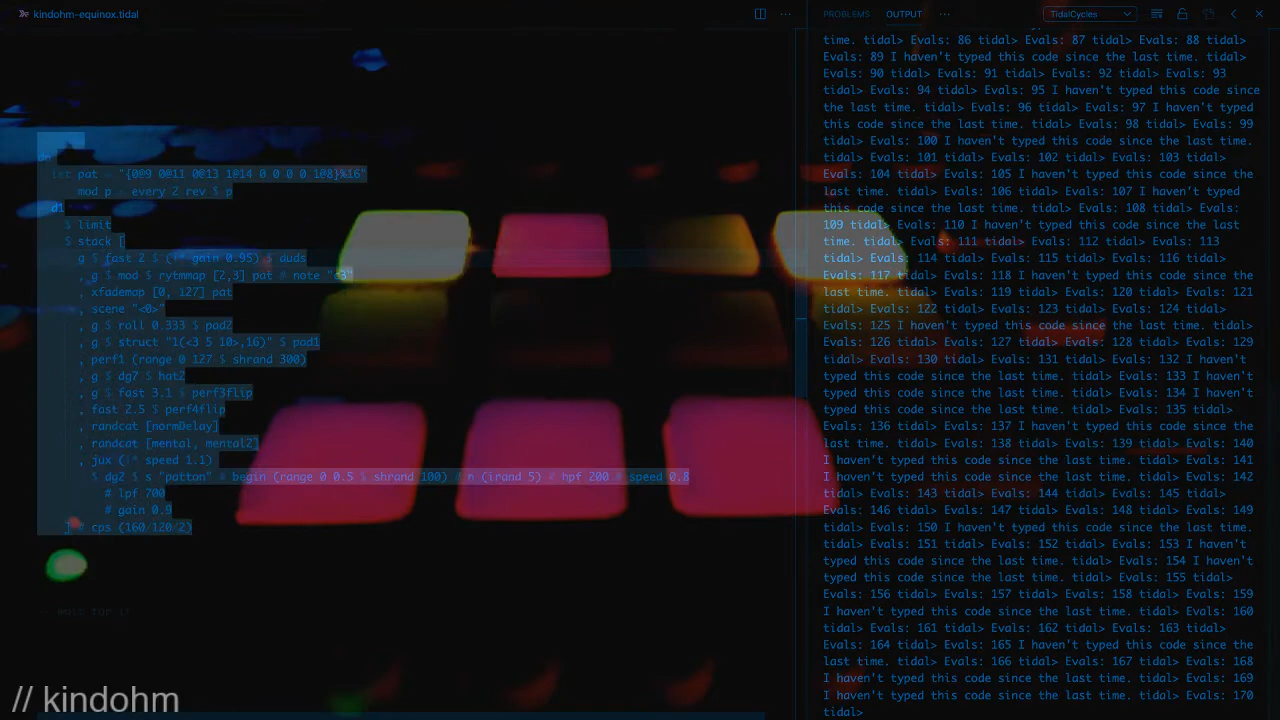 kindohm-equinox.tidal
do
let pat = "{0@9 0@11 0@13 1@14 0 0 0 0 1@8}%16"
mod p = every 2 rev $ p
d1
$ limit
$ stack [
g $ fast 2 $ (|* gain 0.95) $ duds
, g $ mod $ rytmmap [2,3] pat # note "c3"
, xfademap [0, 127] pat
, scene "<0>"
, g $ roll 0.333 $ pad2
, g $ struct "1(<3 5 10>,16)" $ pad1
, perf1 (range 0 127 $ shrand 300)
, g $ dg7 $ hat2
, g $ fast 3.1 $ perf3flip
, fast 2.5 $ perf4flip
, randcat [normDelay]
, randcat [mental, mental2]
, jux (|* speed 1.1)
$ dg2 $ s "pattan" # begin (range 0 0.5 $ shrand 100) # n (irand 5) # hpf 200 # speed 0.8
# lpf 700
# gain 0.9
] # cps (160/120/2)
-- wait for it
// kindohm
PROBLEMS OUTPUT ··· TidalCycles
time. tidal> Evals: 86 tidal> Evals: 87 tidal> Evals: 88 tidal>
Evals: 89 I haven't typed this code since the last time. tidal>
Evals: 90 tidal> Evals: 91 tidal> Evals: 92 tidal> Evals: 93
tidal> Evals: 94 tidal> Evals: 95 I haven't typed this code since
the last time. tidal> Evals: 96 tidal> Evals: 97 I haven't typed
this code since the last time. tidal> Evals: 98 tidal> Evals: 99
tidal> Evals: 100 I haven't typed this code since the last time.
tidal> Evals: 101 tidal> Evals: 102 tidal> Evals: 103 tidal>
Evals: 104 tidal> Evals: 105 I haven't typed this code since the
last time. tidal> Evals: 106 tidal> Evals: 107 I haven't typed
this code since the last time. tidal> Evals: 108 tidal> Evals:
109 tidal> Evals: 110 I haven't typed this code since the last
time. tidal> Evals: 111 tidal> Evals: 112 tidal> Evals: 113
tidal> Evals: 114 tidal> Evals: 115 tidal> Evals: 116 tidal>
Evals: 117 tidal> Evals: 118 I haven't typed this code since the
last time. tidal> Evals: 119 tidal> Evals: 120 tidal> Evals: 121
tidal> Evals: 122 tidal> Evals: 123 tidal> Evals: 124 tidal>
Evals: 125 I haven't typed this code since the last time. tidal>
Evals: 126 tidal> Evals: 127 tidal> Evals: 128 tidal> Evals: 129
tidal> Evals: 130 tidal> Evals: 131 tidal> Evals: 132 I haven't
typed this code since the last time. tidal> Evals: 133 I haven't
typed this code since the last time. tidal> Evals: 134 I haven't
typed this code since the last time. tidal> Evals: 135 tidal>
Evals: 136 tidal> Evals: 137 I haven't typed this code since the
last time. tidal> Evals: 138 tidal> Evals: 139 tidal> Evals: 140
I haven't typed this code since the last time. tidal> Evals: 141
I haven't typed this code since the last time. tidal> Evals: 142
tidal> Evals: 143 tidal> Evals: 144 tidal> Evals: 145 tidal>
Evals: 146 tidal> Evals: 147 tidal> Evals: 148 tidal> Evals: 149
tidal> Evals: 150 I haven't typed this code since the last time.
tidal> Evals: 151 tidal> Evals: 152 tidal> Evals: 153 I haven't
typed this code since the last time. tidal> Evals: 154 I haven't
typed this code since the last time. tidal> Evals: 155 tidal>
Evals: 156 tidal> Evals: 157 tidal> Evals: 158 tidal> Evals: 159
I haven't typed this code since the last time. tidal> Evals: 160
tidal> Evals: 161 tidal> Evals: 162 tidal> Evals: 163 tidal>
Evals: 164 tidal> Evals: 165 I haven't typed this code since the
last time. tidal> Evals: 166 tidal> Evals: 167 tidal> Evals: 168
I haven't typed this code since the last time. tidal> Evals: 169
I haven't typed this code since the last time. tidal> Evals: 170
tidal>